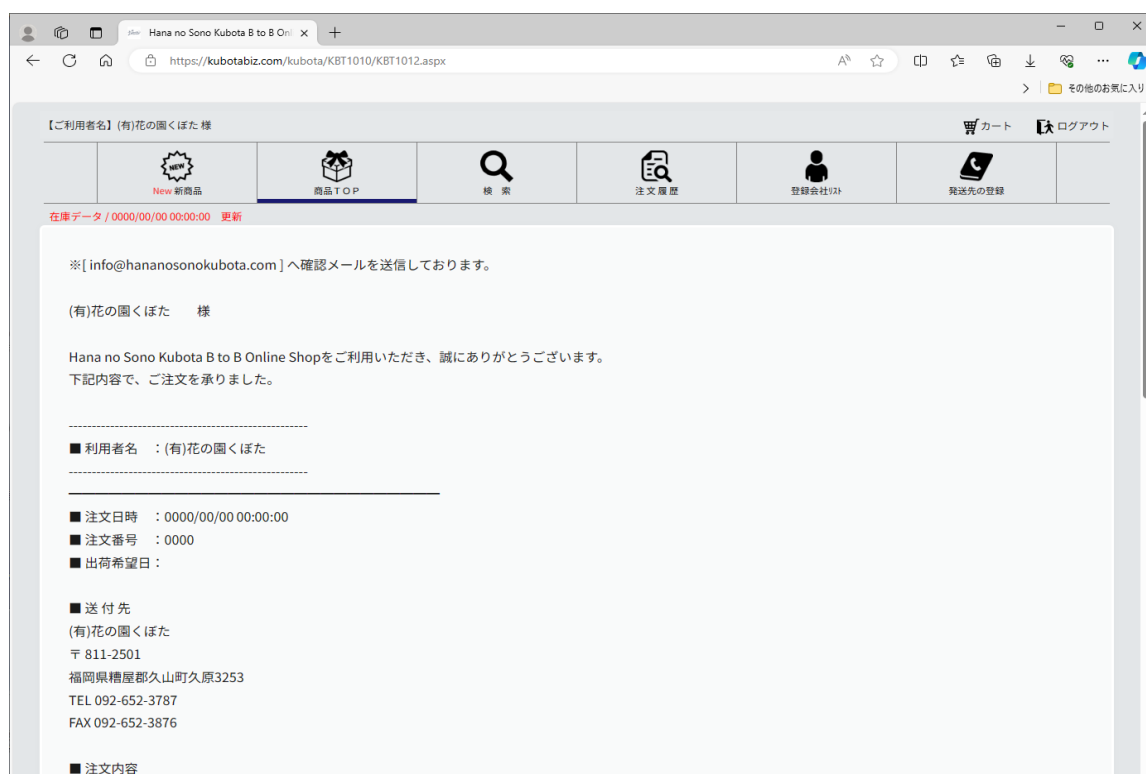 Hana no Sono Kubota B to B Onl
https://kubotabiz.com/kubota/KBT1010/KBT1012.aspx
その他のお気に入り
【ご利用者名】(有)花の園くぼた 様
カート
ログアウト
NEW
New 新商品
商品TOP
検 索
注文履歴
登録会社リスト
発送先の登録
在庫データ / 0000/00/00 00:00:00 更新
※[ info@hananosonokubota.com ] へ確認メールを送信しております。
(有)花の園くぼた 様
Hana no Sono Kubota B to B Online Shopをご利用いただき、誠にありがとうございます。
下記内容で、ご注文を承りました。
----------------------------------------------------
■ 利用者名 ：(有)花の園くぼた
----------------------------------------------------
■ 注文日時 ：0000/00/00 00:00:00
■ 注文番号 ：0000
■ 出荷希望日：
■ 送 付 先
(有)花の園くぼた
〒 811-2501
福岡県糟屋郡久山町久原3253
TEL 092-652-3787
FAX 092-652-3876
■ 注文内容